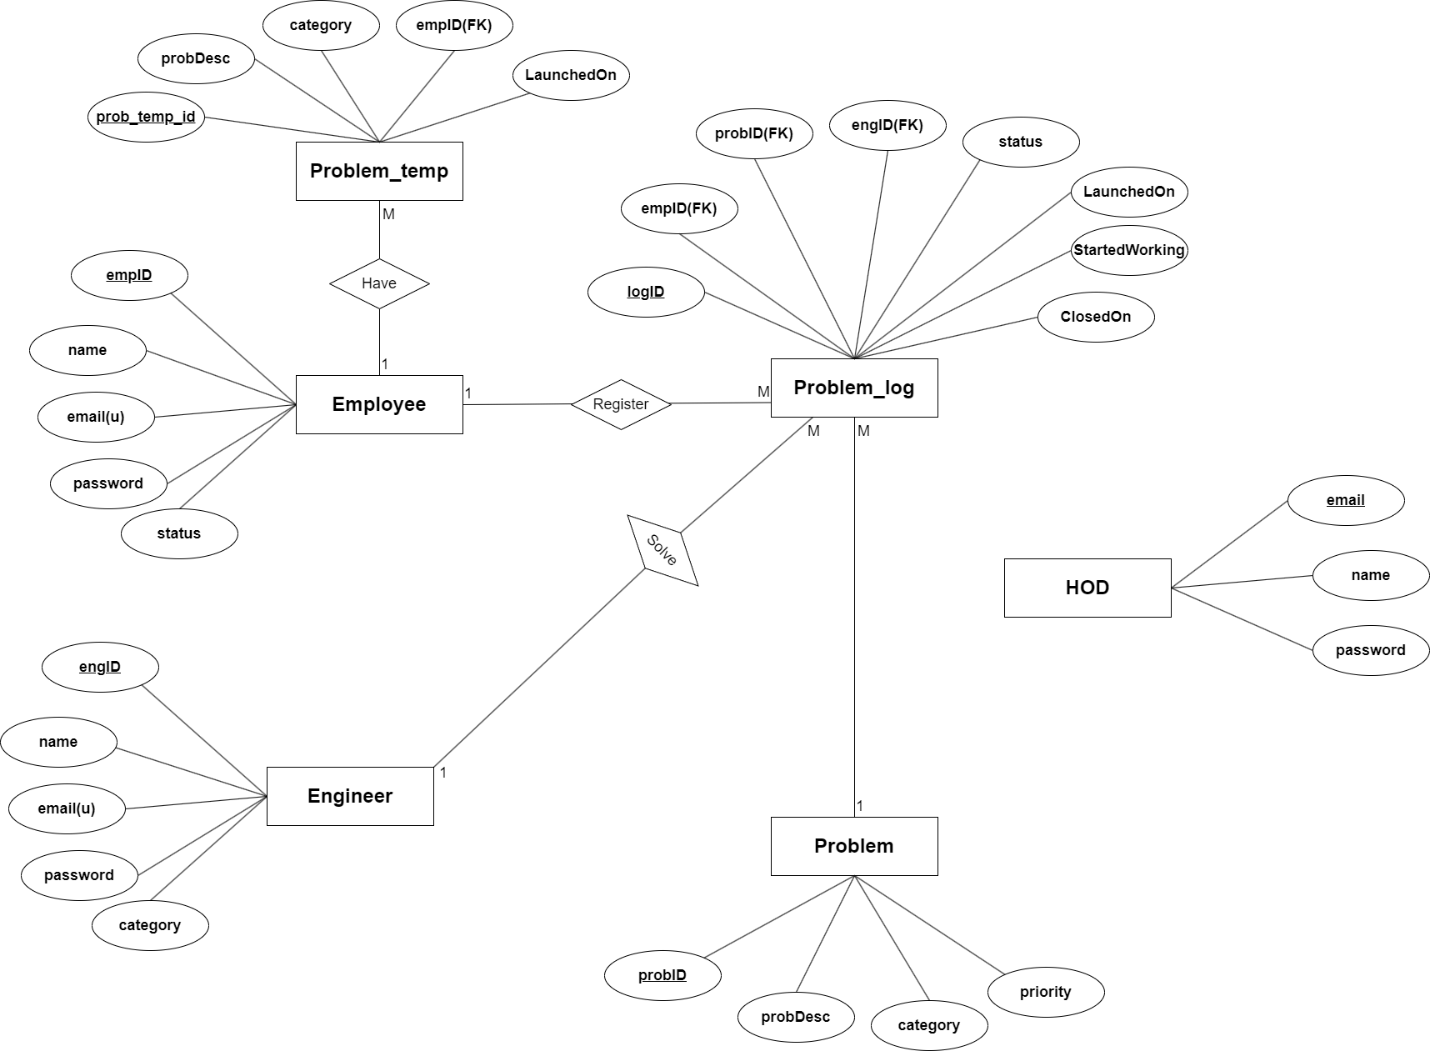 category
empID(FK)
probDesc
LaunchedOn
prob_temp_id
Problem_temp
M
Have
1
empID
name
email(u)
password
status
Employee
1
Register
M
probID(FK)
engID(FK)
status
empID(FK)
LaunchedOn
StartedWorking
logID
ClosedOn
Problem_log
M
M
Solve
1
email
HOD
name
password
engID
name
email(u)
password
category
Engineer
1
Problem
probID
probDesc
category
priority